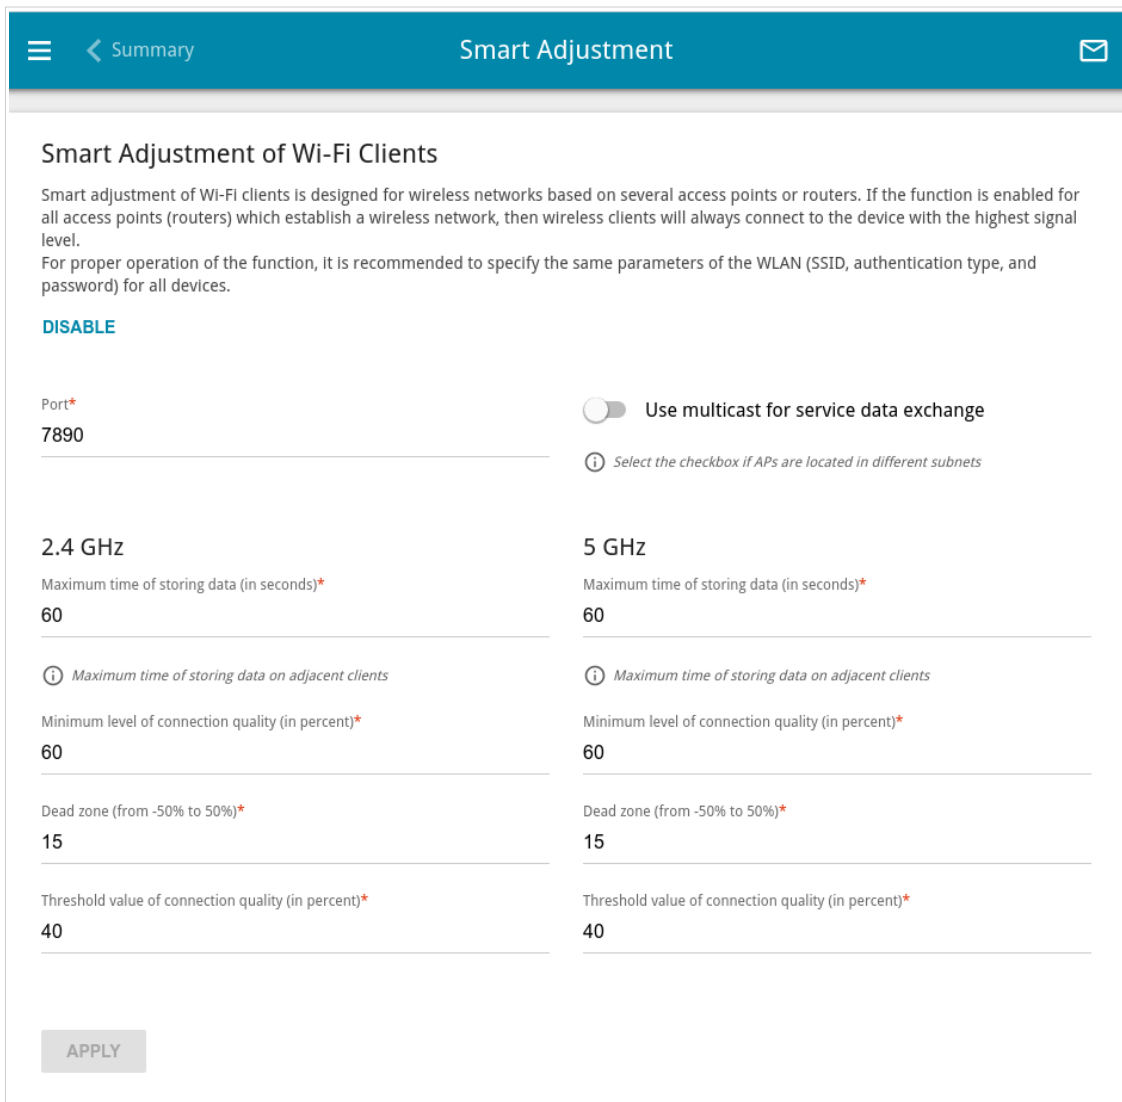 Summary
Smart Adjustment
Smart Adjustment of Wi-Fi Clients
Smart adjustment of Wi-Fi clients is designed for wireless networks based on several access points or routers. If the function is enabled for
all access points (routers) which establish a wireless network, then wireless clients will always connect to the device with the highest signal
level.
For proper operation of the function, it is recommended to specify the same parameters of the WLAN (SSID, authentication type, and
password) for all devices.
DISABLE
Port*
7890
Use multicast for service data exchange
Select the checkbox if APs are located in different subnets
2.4 GHz
Maximum time of storing data (in seconds)*
60
Maximum time of storing data on adjacent clients
Minimum level of connection quality (in percent)*
60
Dead zone (from -50% to 50%)*
15
Threshold value of connection quality (in percent)*
40
5 GHz
Maximum time of storing data (in seconds)*
60
Maximum time of storing data on adjacent clients
Minimum level of connection quality (in percent)*
60
Dead zone (from -50% to 50%)*
15
Threshold value of connection quality (in percent)*
40
APPLY